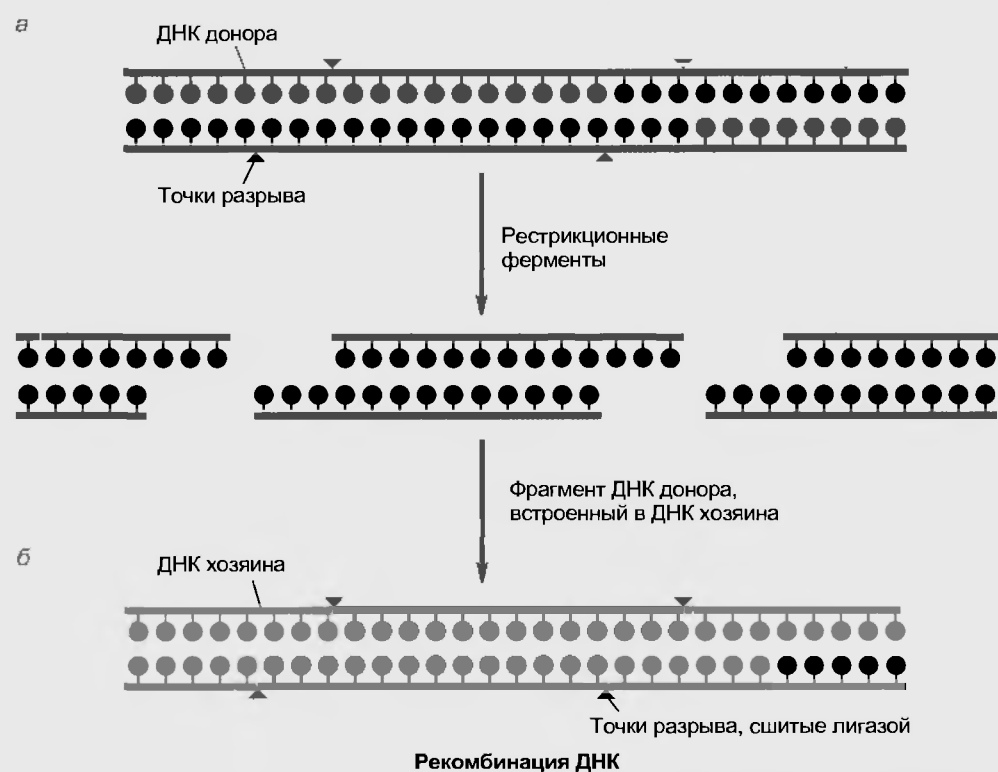 а
ДНК донора
Точки разрыва
Рестрикционные
ферменты
Фрагмент ДНК донора,
встроенный в ДНК хозяина
б
ДНК хозяина
Точки разрыва, сшитые лигазой
Рекомбинация ДНК